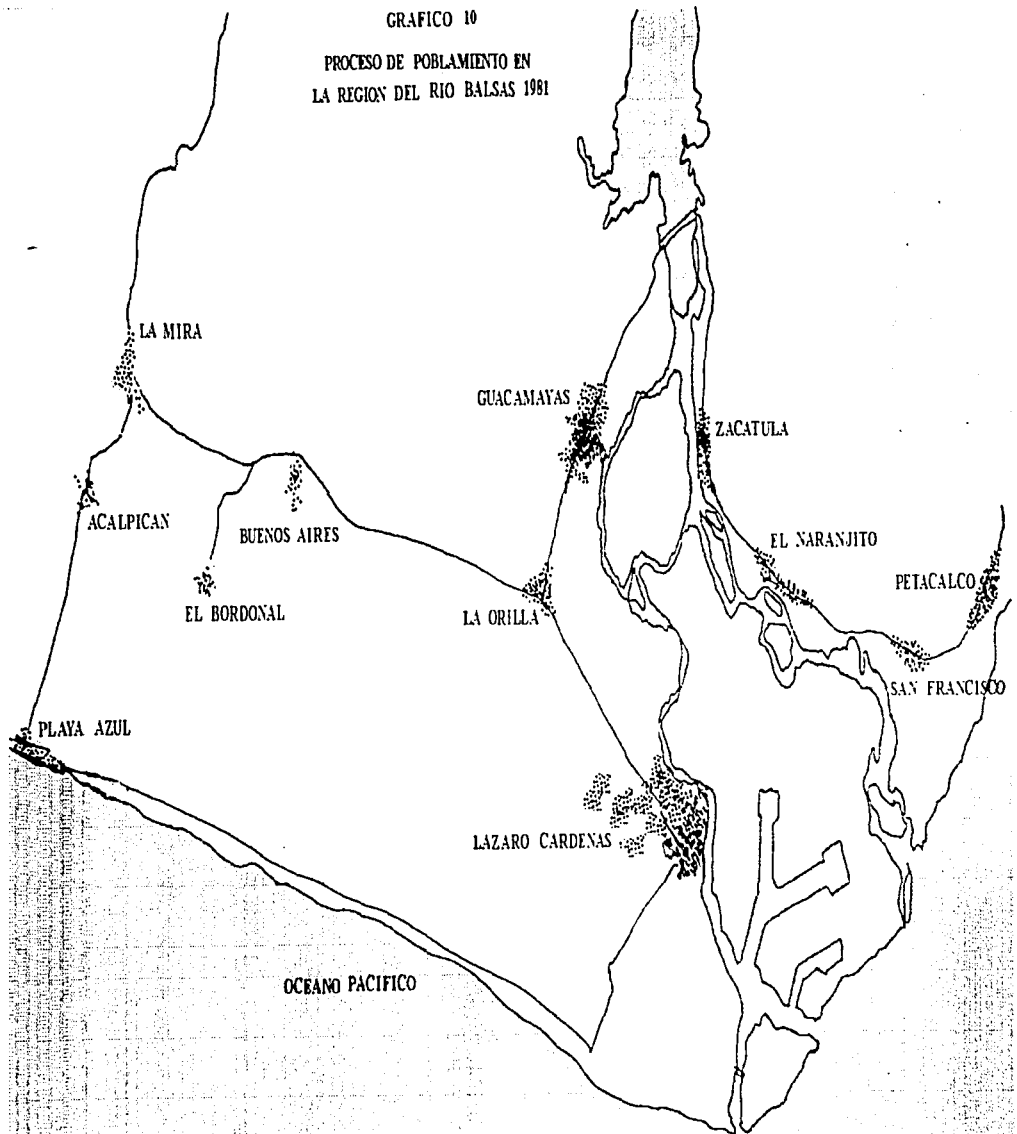 GRAFICO 10
PROCESO DE POBLAMIENTO EN
LA REGION DEL RIO BALSAS 1981
LA MIRA
GUACAMAYAS
ZACATULA
ACALPICAN
BUENOS AIRES
EL NARANJITO
PETACALCO
EL BORDONAL
LA ORILLA
SAN FRANCISCO
PLAYA AZUL
LAZARO CARDENAS
OCEANO PACIFICO